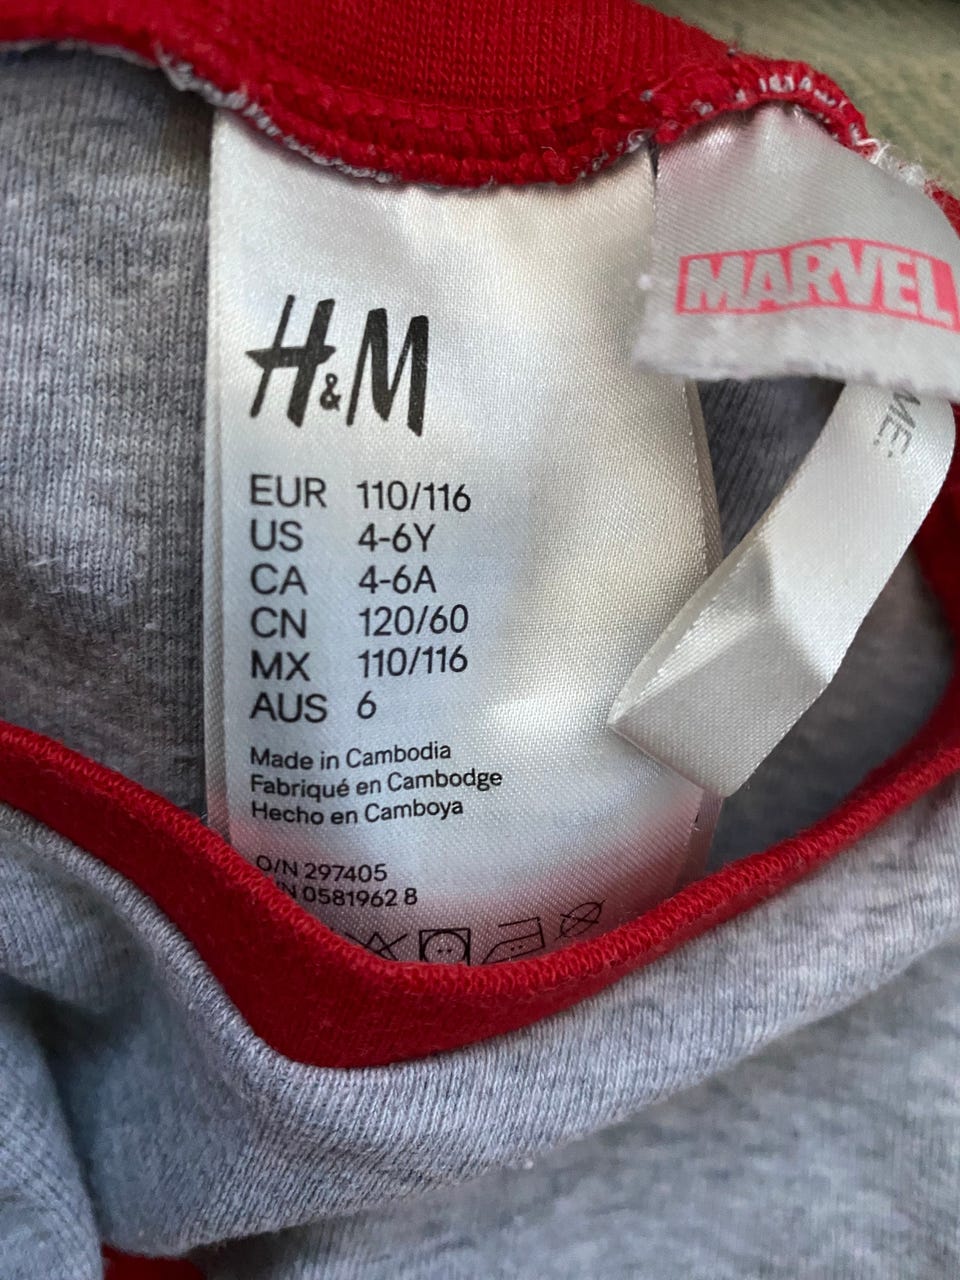 H&M
EUR 110/116
US 4-6Y
CA 4-6A
CN 120/60
MX 110/116
AUS 6
Made in Cambodia
Fabriqué en Cambodge
Hecho en Camboya
O/N 297405
0581962 8
MARVEL